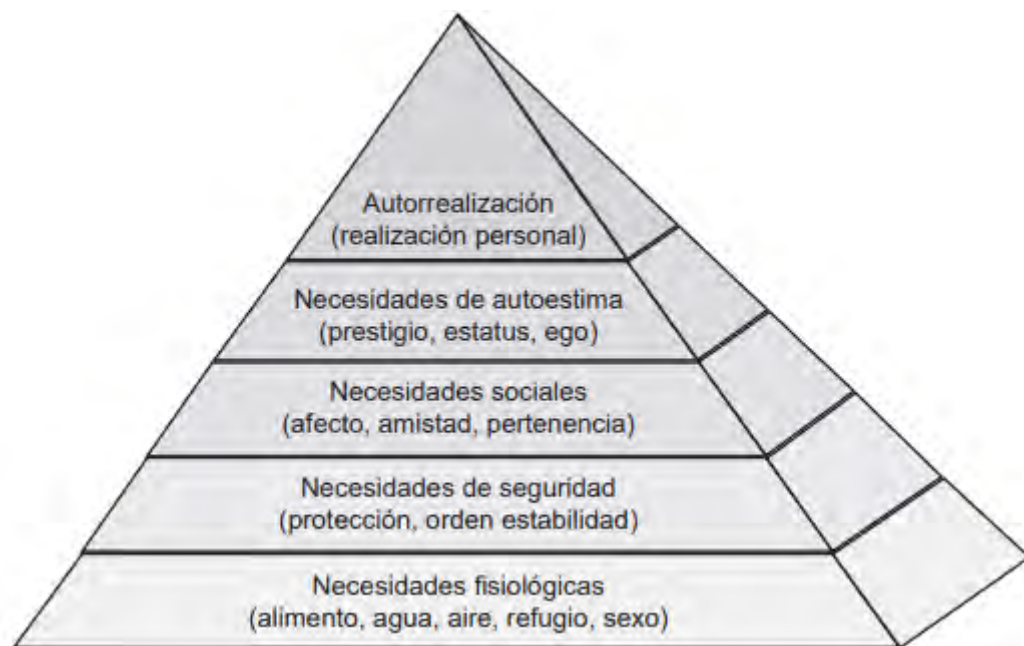 Autorrealización
(realización personal)
Necesidades de autoestima
(prestigio, estatus, ego)
Necesidades sociales
(afecto, amistad, pertenencia)
Necesidades de seguridad
(protección, orden estabilidad)
Necesidades fisiológicas
(alimento, agua, aire, refugio, sexo)